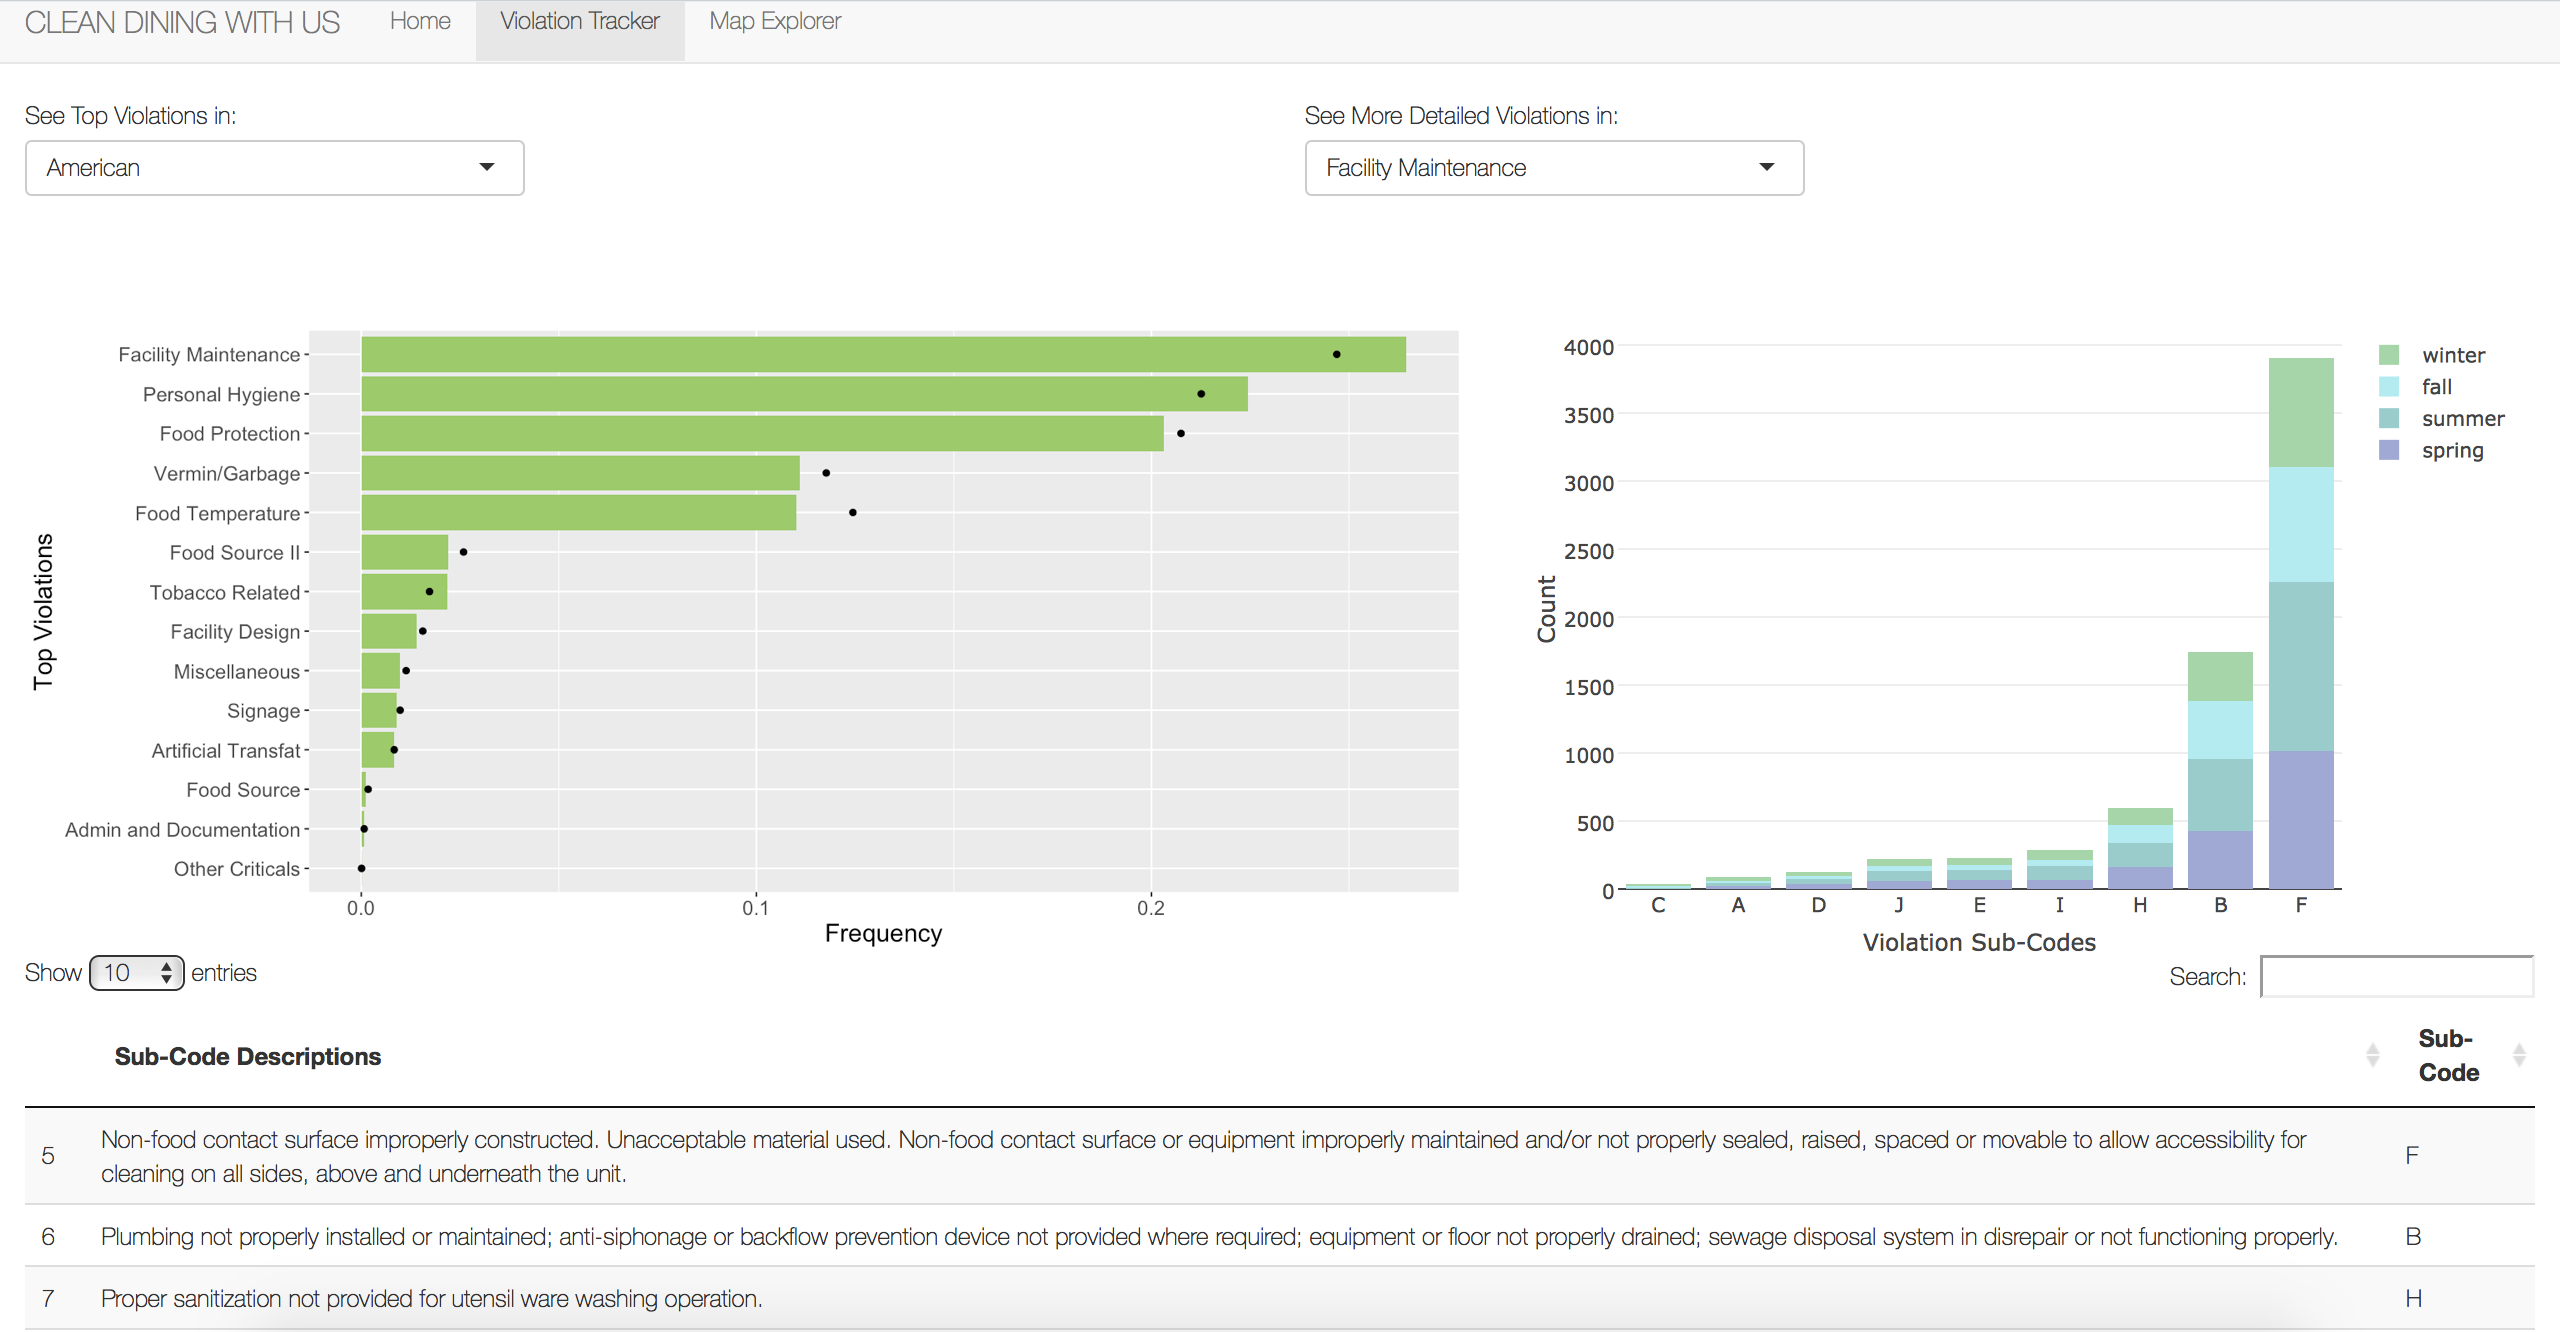 CLEAN DINING WITH US Home Violation Tracker Map Explorer
See Top Violations in:
American
See More Detailed Violations in:
Facility Maintenance
Top Violations
Facility Maintenance
Personal Hygiene
Food Protection
Vermin/Garbage
Food Temperature
Food Source II
Tobacco Related
Facility Design
Miscellaneous
Signage
Artificial Transfat
Food Source
Admin and Documentation
Other Criticals
0.0 0.1 0.2
Frequency
Count
4000
3500
3000
2500
2000
1500
1000
500
0
C A D J E I H B F
Violation Sub-Codes
winter
fall
summer
spring
Show 10 entries
Search:
Sub-Code Descriptions
Sub-
Code
5 Non-food contact surface improperly constructed. Unacceptable material used. Non-food contact surface or equipment improperly maintained and/or not properly sealed, raised, spaced or movable to allow accessibility for
cleaning on all sides, above and underneath the unit.
F
6 Plumbing not properly installed or maintained; anti-siphonage or backflow prevention device not provided where required; equipment or floor not properly drained; sewage disposal system in disrepair or not functioning properly. B
7 Proper sanitization not provided for utensil ware washing operation. H